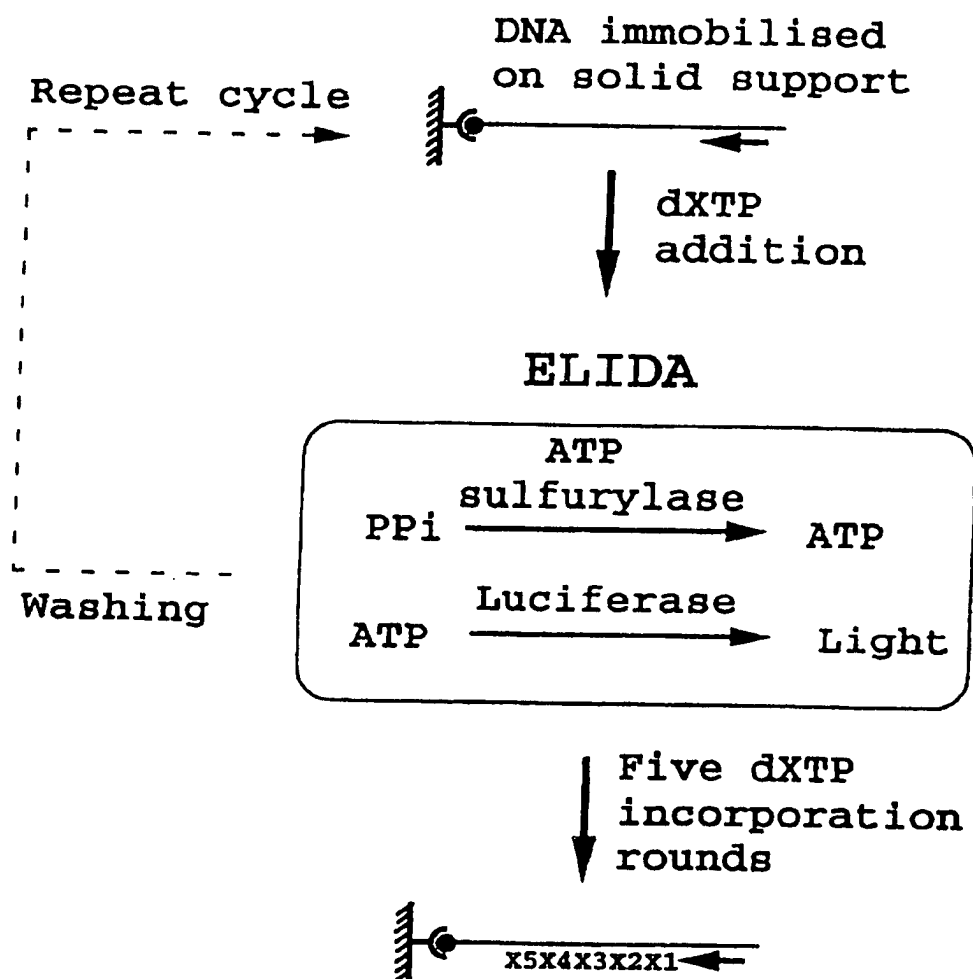 DNA immobilised
on solid support
Repeat cycle
dXTP
addition
ELIDA
ATP
sulfurylase
PPi
ATP
Washing
Luciferase
ATP
Light
Five dXTP
incorporation
rounds
X5X4X3X2X1